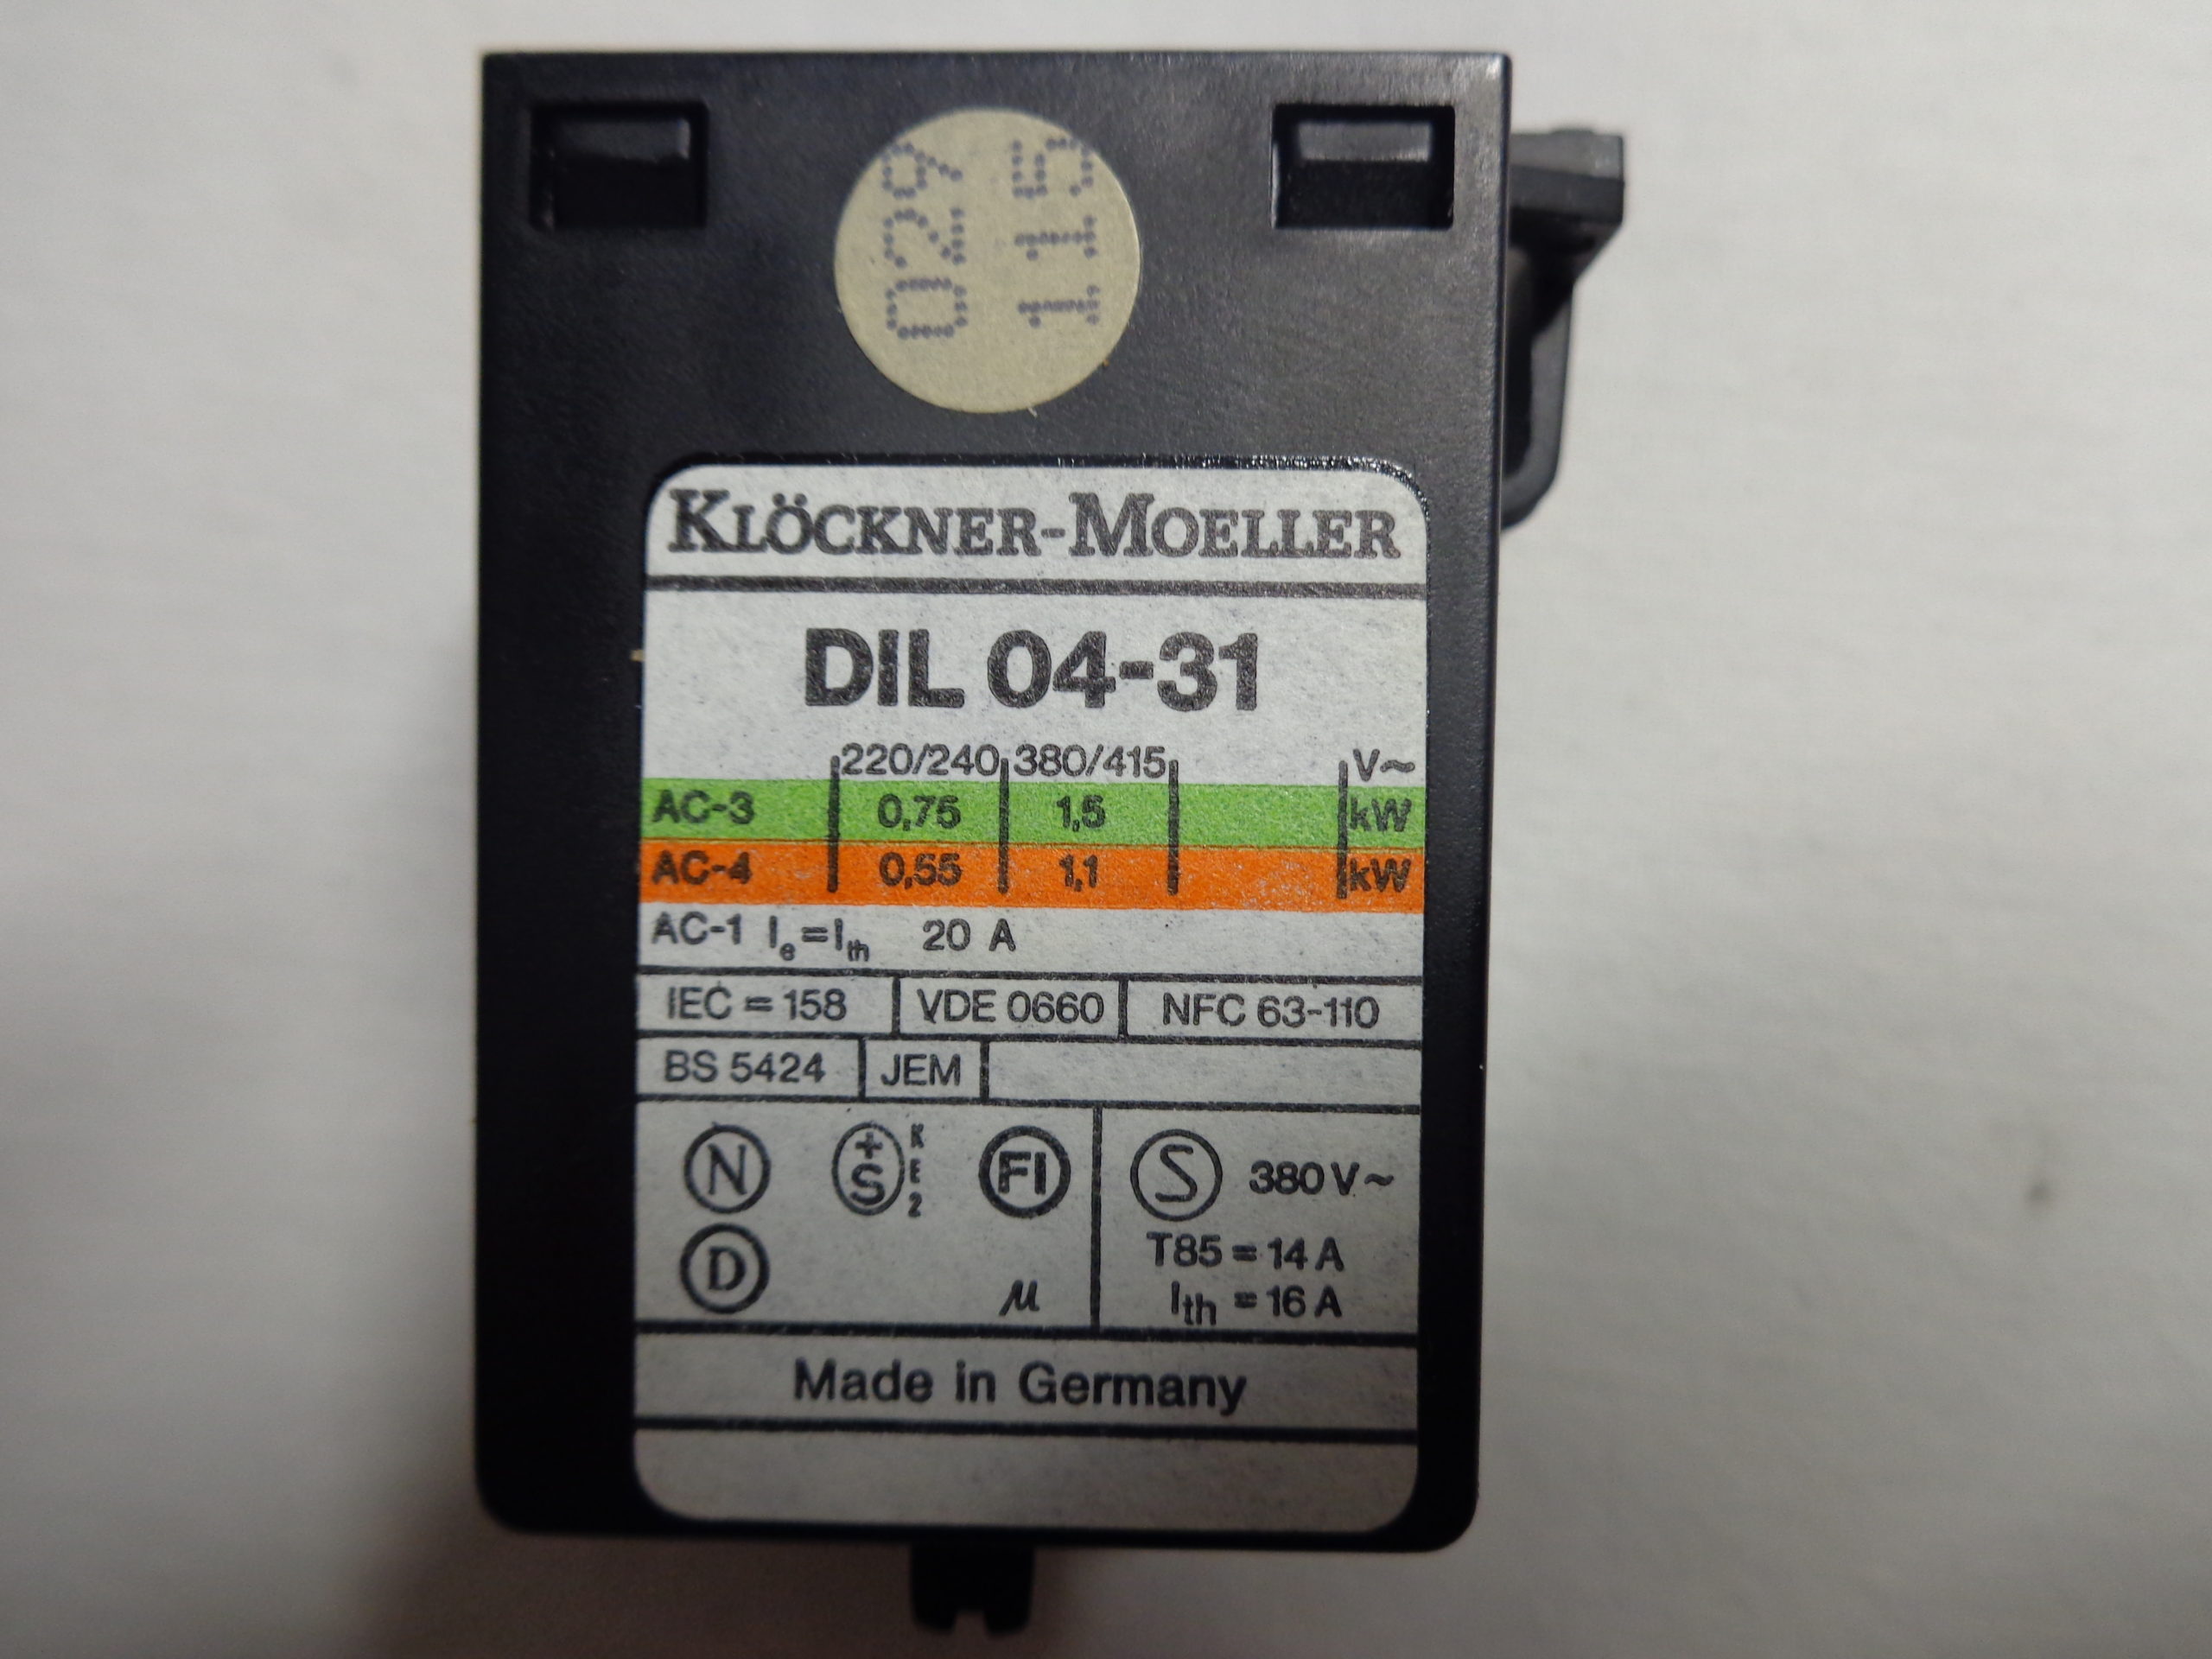 029
115
KLÖCKNER-MOELLER
DIL 04-31
220/240 380/415 V~
AC-3 0,75 1,5 kW
AC-4 0,55 1,1 kW
AC-1 Ie=Ith 20 A
IEC = 158 VDE 0660 NFC 63-110
BS 5424 JEM
N +S KE2 FI S 380 V~
D µ T85 = 14 A
Ith = 16 A
Made in Germany